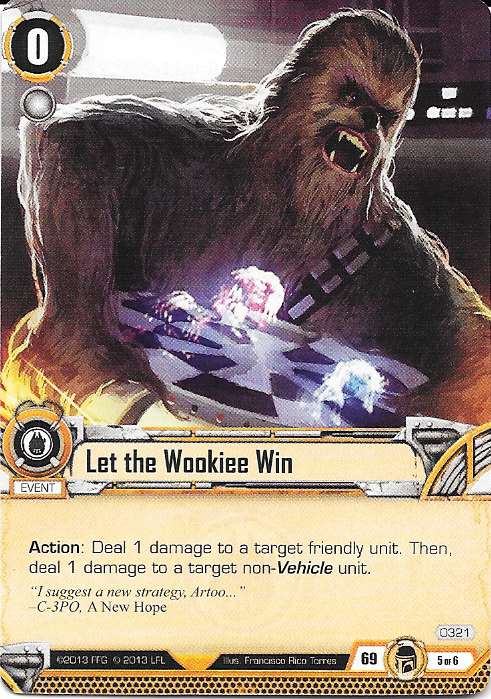 0
Let the Wookiee Win
EVENT
Action: Deal 1 damage to a target friendly unit. Then,
deal 1 damage to a target non-Vehicle unit.
"I suggest a new strategy, Artoo..."
–C-3PO, A New Hope
0321
©2013 FFG © 2013 LFL
Illus. Francisco Rico Torres
69
5 of 6